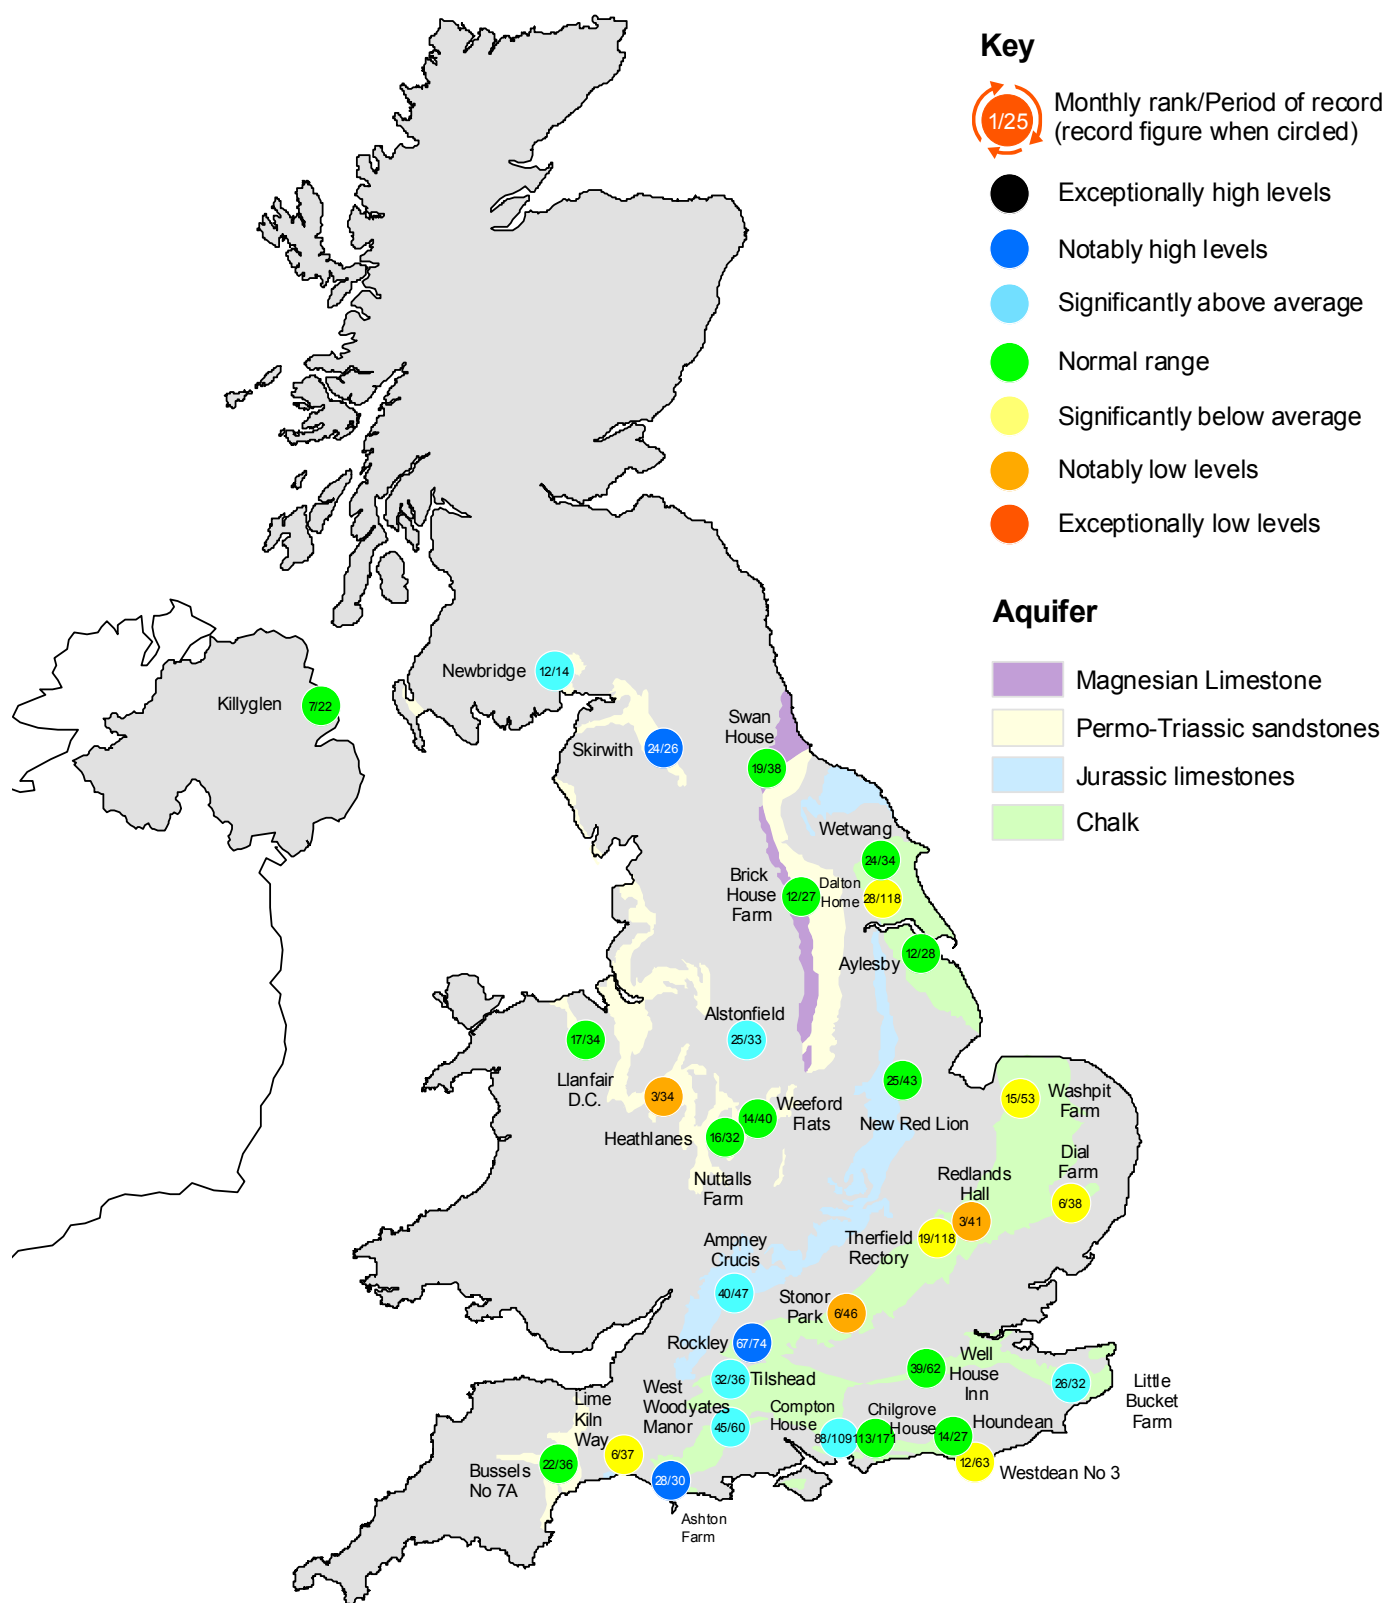 Key
1/25
Monthly rank/Period of record
(record figure when circled)
Exceptionally high levels
Notably high levels
Significantly above average
Normal range
Significantly below average
Notably low levels
Exceptionally low levels
Aquifer
Magnesian Limestone
Permo-Triassic sandstones
Jurassic limestones
Chalk
Newbridge
12/14
Killyglen
7/22
Skirwith
24/26
Swan
House
19/38
Wetwang
24/34
Brick
House
Farm
12/27
Dalton
Home
28/118
Aylesby
12/28
Alstonfield
25/33
17/34
Llanfair
D.C.
3/34
Heathlanes
14/40
Weeford
Flats
16/32
Nuttalls
Farm
25/43
New Red Lion
15/53
Washpit
Farm
Dial
Farm
6/38
Redlands
Hall
3/41
Therfield
Rectory
19/118
Ampney
Crucis
40/47
Stonor
Park
6/46
Rockley
67/74
32/36
Tilshead
39/62
Well
House
Inn
26/32
Little
Bucket
Farm
West
Woodyates
Manor
45/60
Lime
Kiln
Way
6/37
Compton
House
88/109
Chilgrove
House
113/171
Houndean
14/27
12/63
Westdean No 3
Bussels
No 7A
22/36
28/30
Ashton
Farm